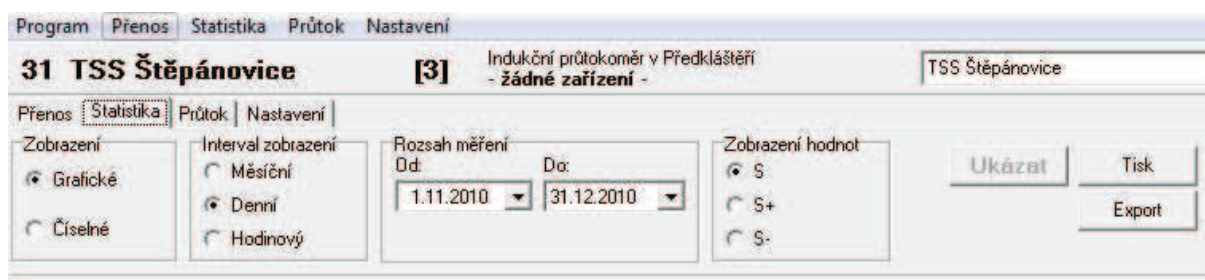 Program Přenos Statistika Průtok Nastavení
31 TSS Štěpánovice [3] Indukční průtokoměr v Předkláštěří
- žádné zařízení -
TSS Štěpánovice
Přenos Statistika Průtok Nastavení
Zobrazení Interval zobrazení Rozsah měření Zobrazení hodnot
Od: Do:
Grafické Měsíční 1.11.2010 31.12.2010 S Ukázat Tisk
Denní S+
Číselné Hodinový S- Export